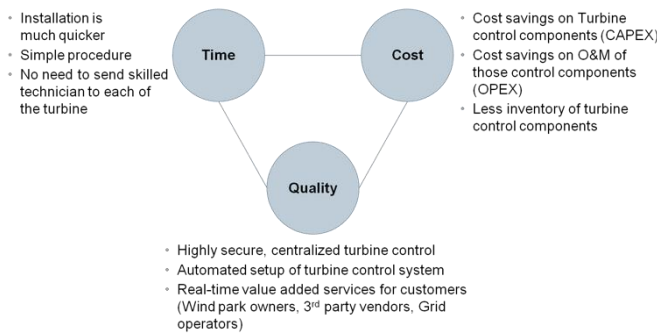 • Installation is
much quicker
• Simple procedure
• No need to send skilled
technician to each of
the turbine
Time
Cost
• Cost savings on Turbine
control components (CAPEX)
• Cost savings on O&M of
those control components
(OPEX)
• Less inventory of turbine
control components
Quality
• Highly secure, centralized turbine control
• Automated setup of turbine control system
• Real-time value added services for customers
(Wind park owners, 3rd party vendors, Grid
operators)